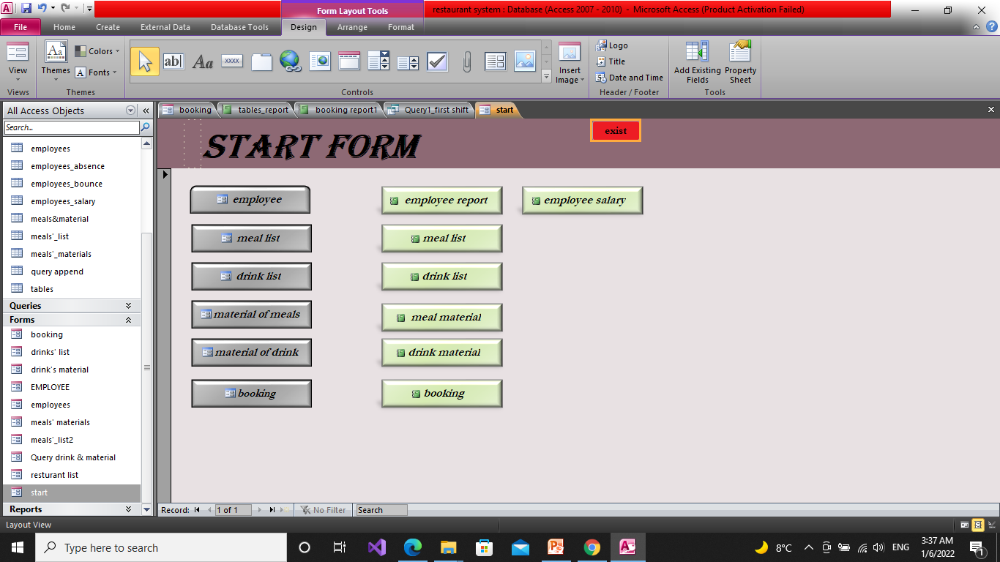 Form Layout Tools
restaurant system : Database (Access 2007 - 2010) - Microsoft Access (Product Activation Failed)
File Home Create External Data Database Tools Design Arrange Format
View
Views
Themes
Colors
Fonts
Themes
Aa
ab
Aa
xxxx
Controls
Insert Image
Logo
Title
Date and Time
Header / Footer
Add Existing Fields
Property Sheet
Tools
All Access Objects
Search...
employees
employees_absence
employees_bounce
employees_salary
meals&material
meals'_list
meals'_materials
query append
tables
Queries
Forms
booking
drinks' list
drink's material
EMPLOYEE
employees
meals' materials
meals'_list2
Query drink & material
resturant list
start
Reports
booking tables_report booking report1 Query1_first shift start
START FORM
exist
employee employee report employee salary
meal list meal list
drink list drink list
material of meals meal material
material of drink drink material
booking booking
Record: 1 of 1 No Filter Search
Layout View
Type here to search
8°C ENG
3:37 AM
1/6/2022
1